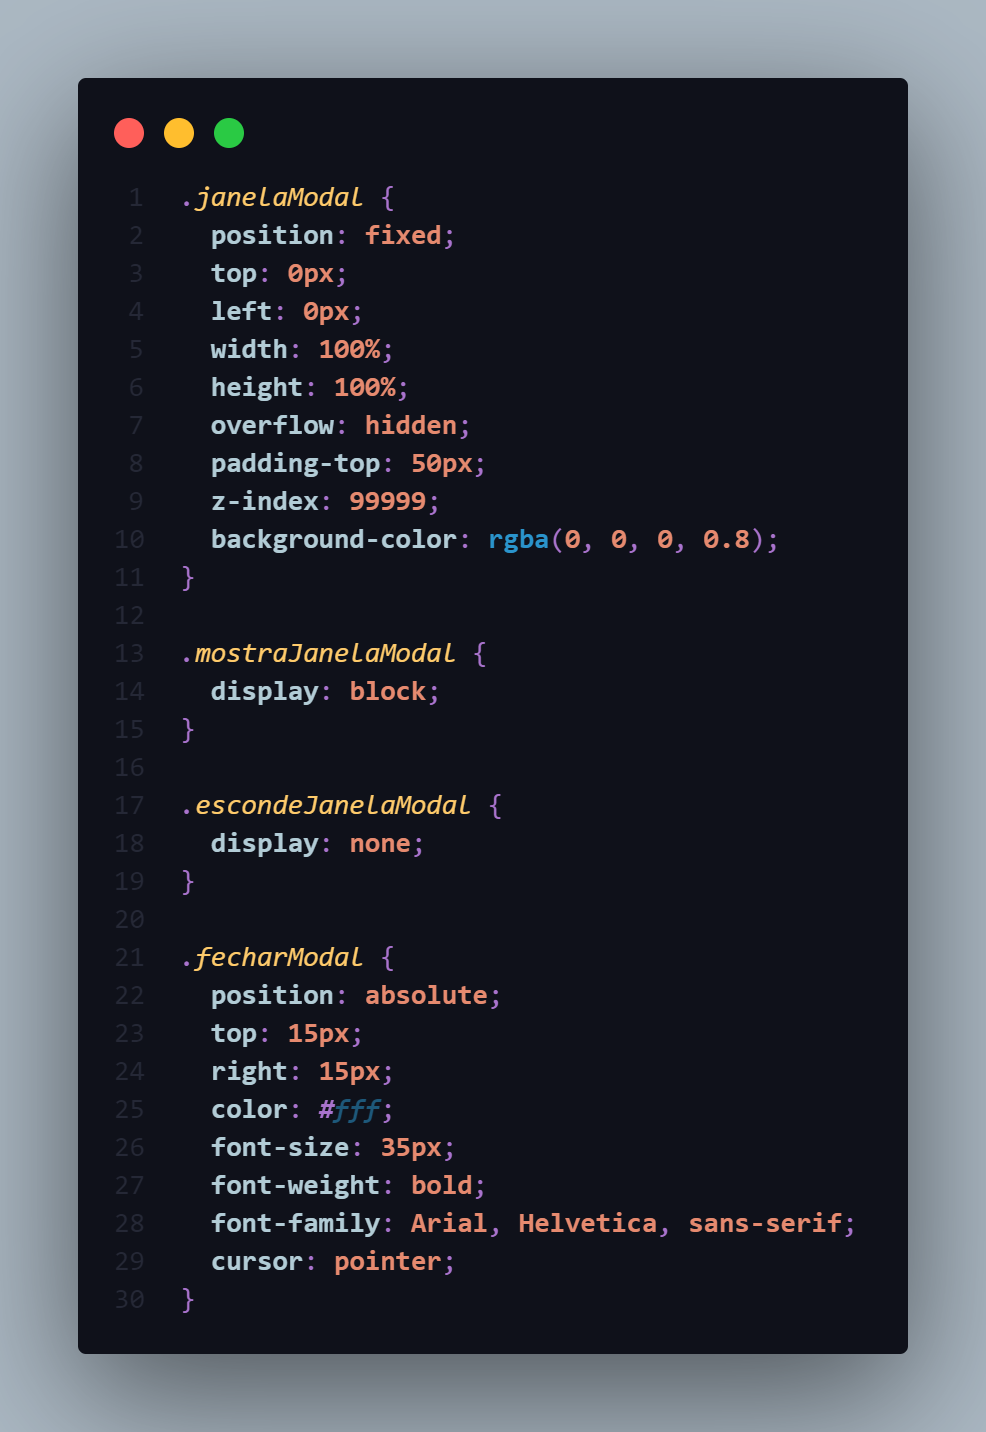 1 .janelaModal {
2 position: fixed;
3 top: 0px;
4 left: 0px;
5 width: 100%;
6 height: 100%;
7 overflow: hidden;
8 padding-top: 50px;
9 z-index: 99999;
10 background-color: rgba(0, 0, 0, 0.8);
11 }
12
13 .mostraJanelaModal {
14 display: block;
15 }
16
17 .escondeJanelaModal {
18 display: none;
19 }
20
21 .fecharModal {
22 position: absolute;
23 top: 15px;
24 right: 15px;
25 color: #fff;
26 font-size: 35px;
27 font-weight: bold;
28 font-family: Arial, Helvetica, sans-serif;
29 cursor: pointer;
30 }